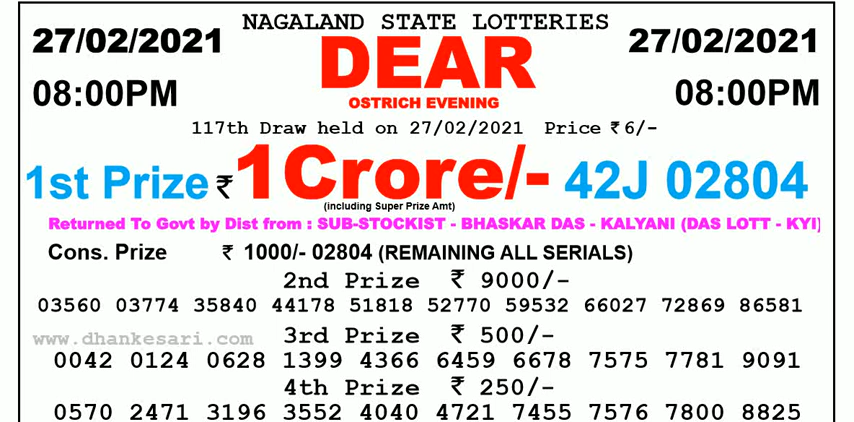 NAGALAND STATE LOTTERIES
27/02/2021 DEAR 27/02/2021
08:00PM OSTRICH EVENING 08:00PM
117th Draw held on 27/02/2021 Price ₹ 6/-
1st Prize ₹ 1Crore/- 42J 02804
(including Super Prize Amt)
Returned To Govt by Dist from : SUB-STOCKIST - BHASKAR DAS - KALYANI (DAS LOTT - KYI)
Cons. Prize ₹ 1000/- 02804 (REMAINING ALL SERIALS)
2nd Prize ₹ 9000/-
03560 03774 35840 44178 51818 52770 59532 66027 72869 86581
www.dhankesari.com 3rd Prize ₹ 500/-
0042 0124 0628 1399 4366 6459 6678 7575 7781 9091
4th Prize ₹ 250/-
0570 2471 3196 3552 4040 4721 7455 7576 7800 8825